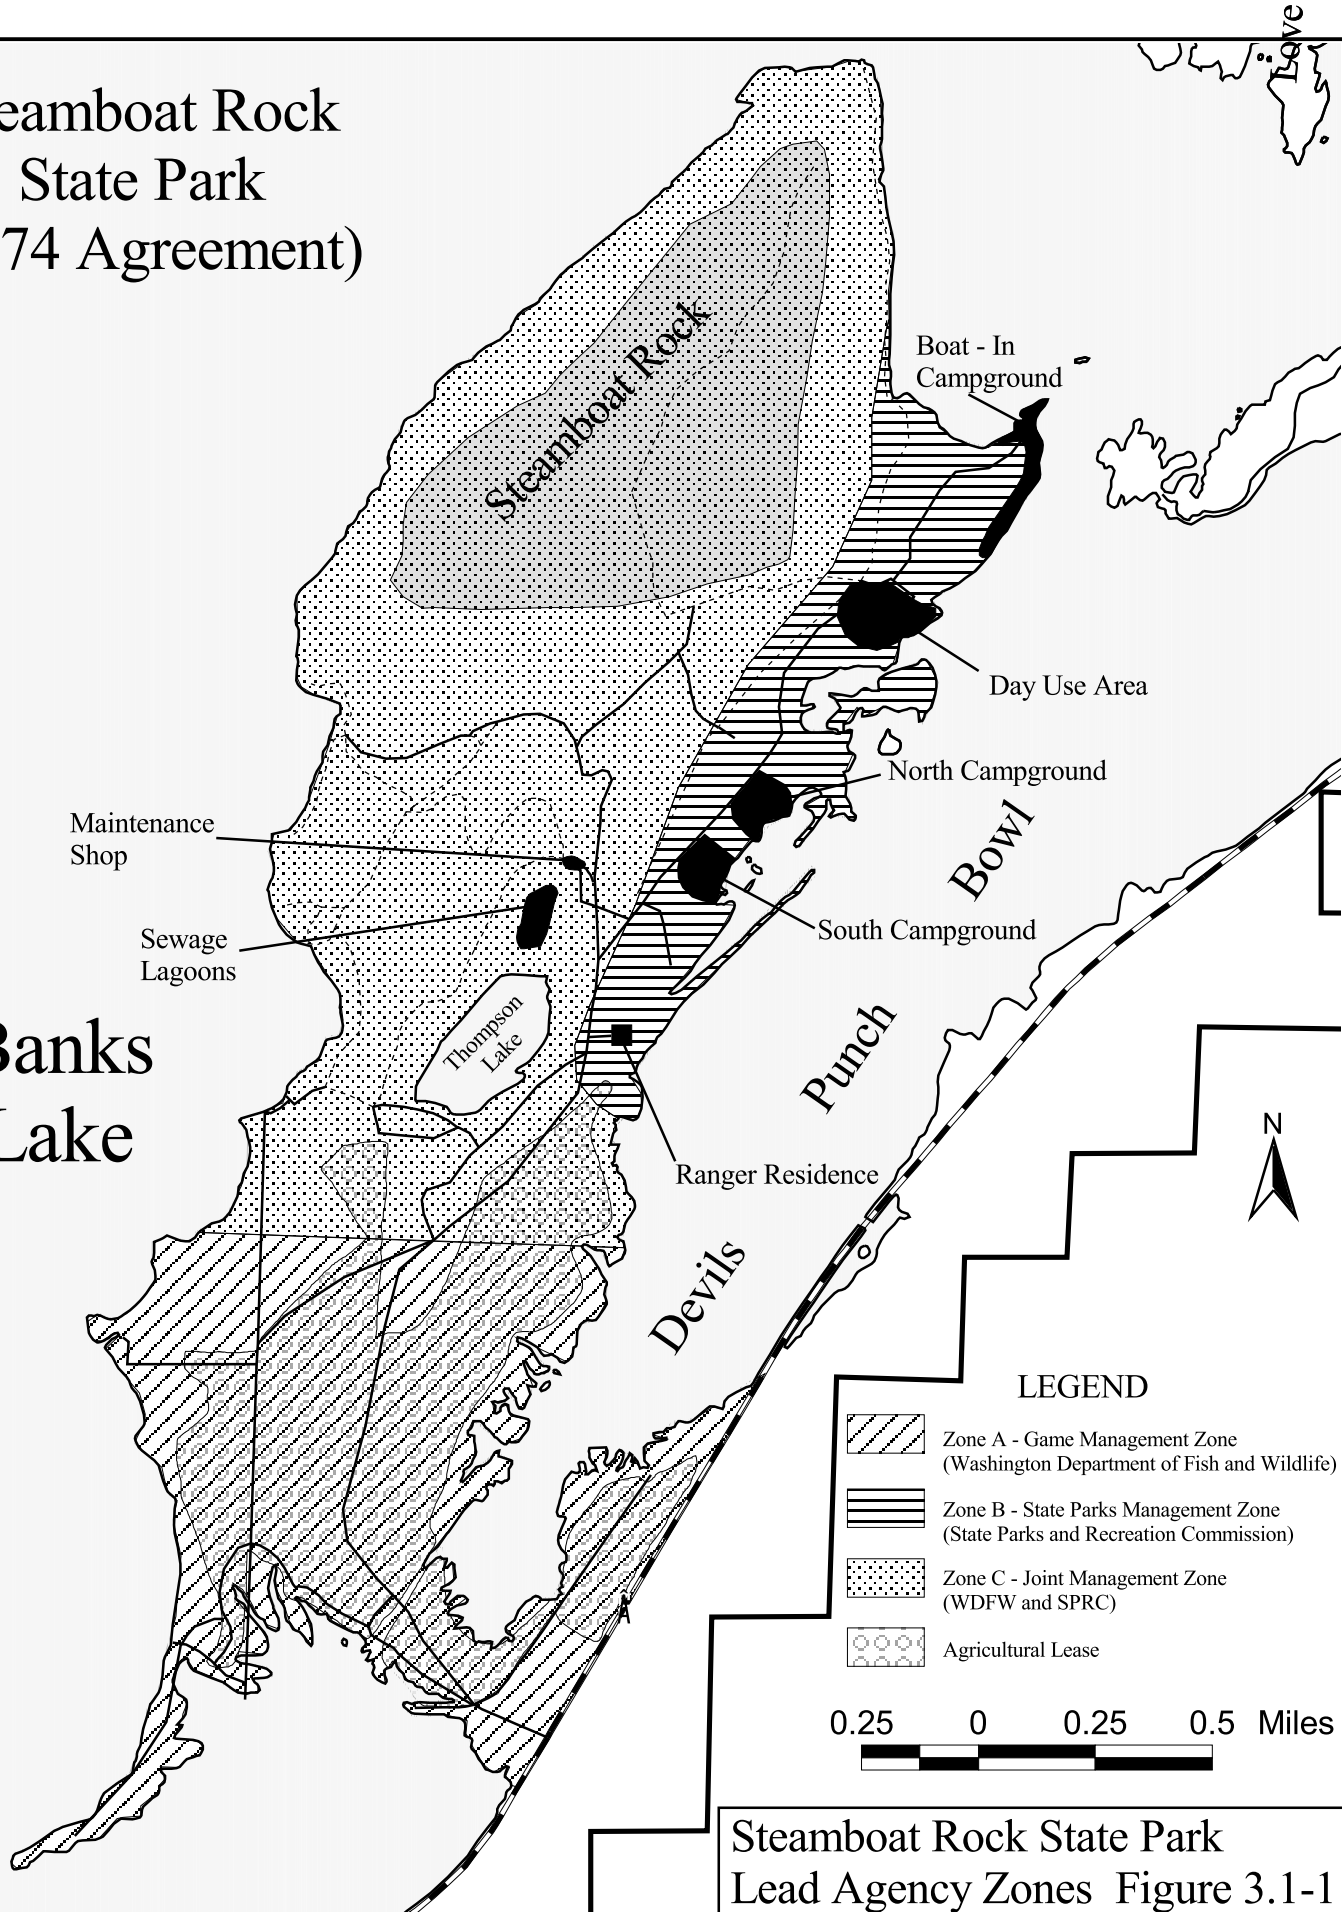 Love
eamboat Rock
State Park
74 Agreement)
Steamboat Rock
Boat - In
Campground
Day Use Area
North Campground
Maintenance
Shop
Bowl
South Campground
Sewage
Lagoons
Thompson
Lake
Punch
Banks
Lake
N
Ranger Residence
Devils
LEGEND
Zone A - Game Management Zone
(Washington Department of Fish and Wildlife)
Zone B - State Parks Management Zone
(State Parks and Recreation Commission)
Zone C - Joint Management Zone
(WDFW and SPRC)
Agricultural Lease
0.25 0 0.25 0.5 Miles
Steamboat Rock State Park
Lead Agency Zones Figure 3.1-1